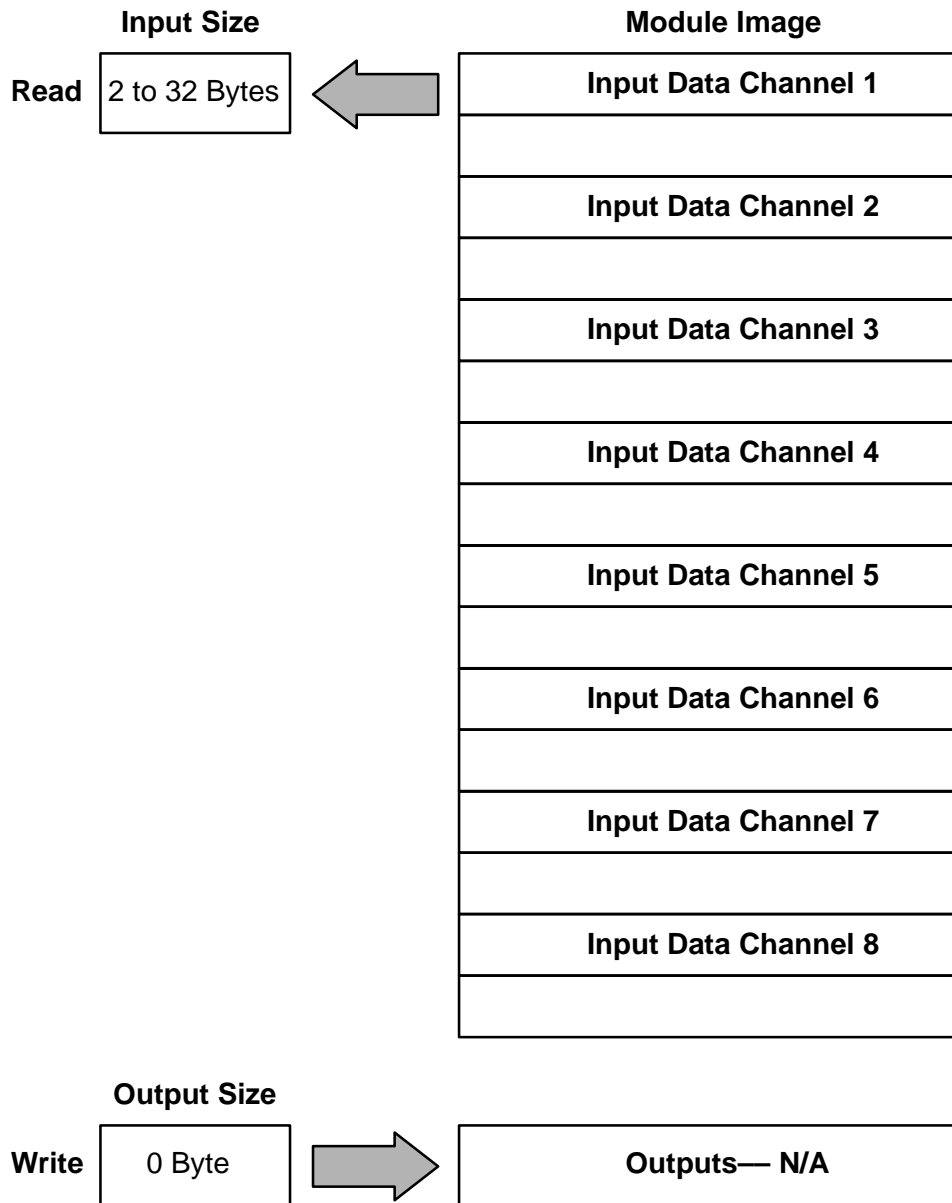 Input Size
Module Image
Read
2 to 32 Bytes
Input Data Channel 1
Input Data Channel 2
Input Data Channel 3
Input Data Channel 4
Input Data Channel 5
Input Data Channel 6
Input Data Channel 7
Input Data Channel 8
Output Size
Write
0 Byte
Outputs— N/A